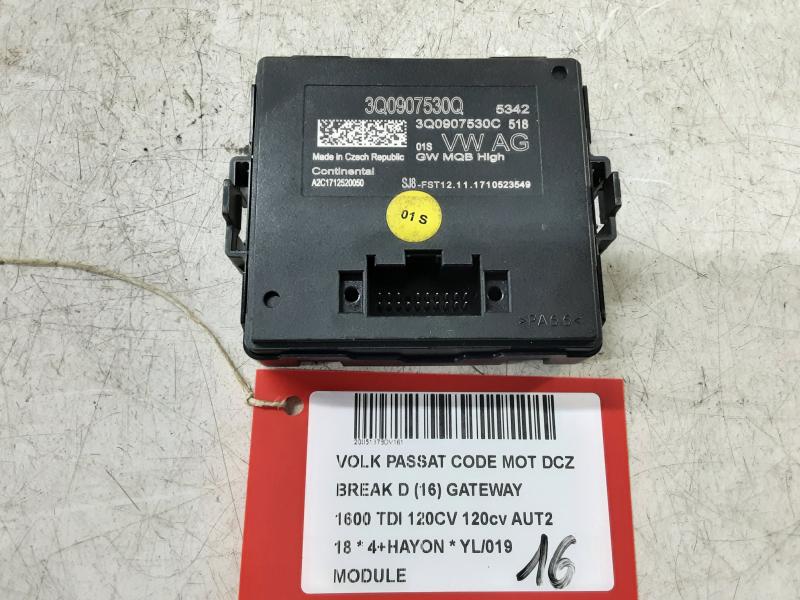 3Q0907530Q
5342
3Q0907530C 518
01S VW AG
Made in Czech Republic
GW MQB High
Continental
A2C1712520050
SJ8-FST12.11.1710523549
01 S
>PA66<
VOLK PASSAT CODE MOT DCZ
BREAK D (16) GATEWAY
1600 TDI 120CV 120cv AUT2
18 * 4+HAYON * YL/019
MODULE
16